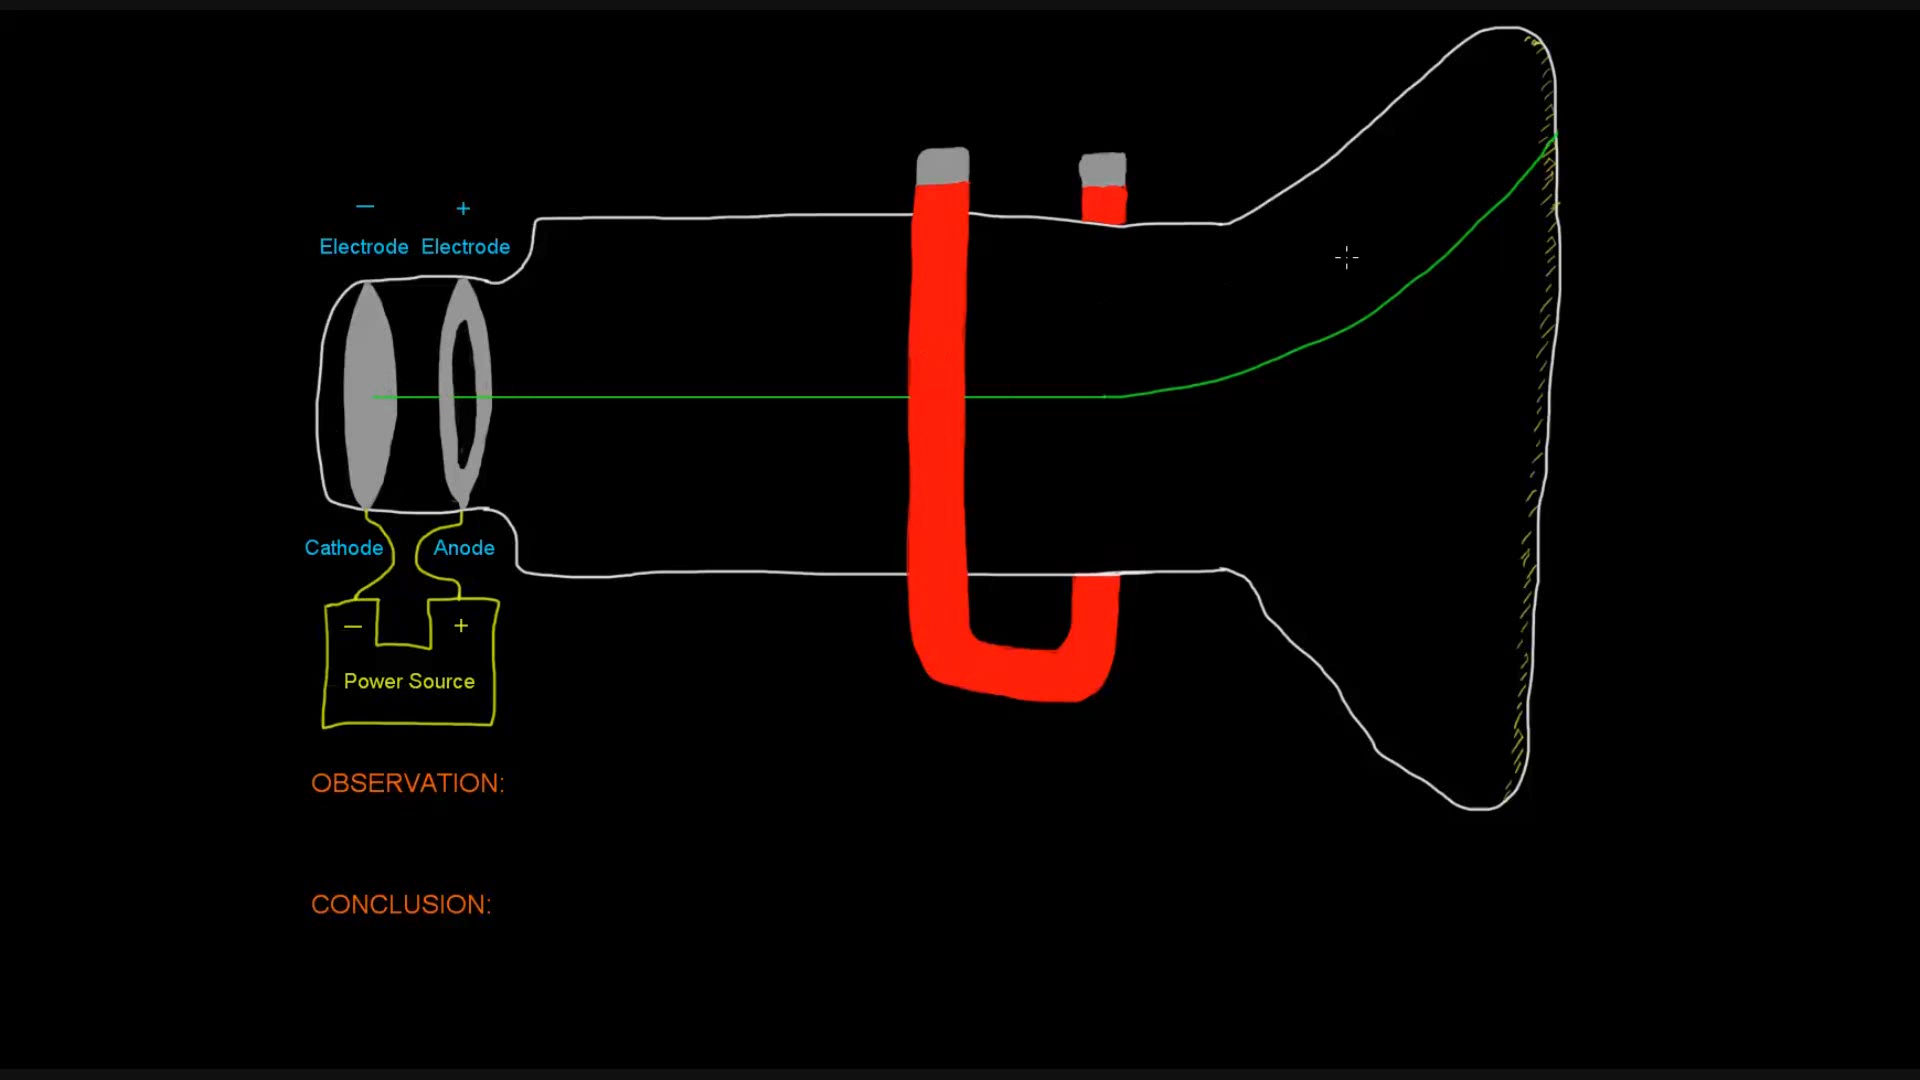 — +
Electrode Electrode
Cathode Anode
— +
Power Source
OBSERVATION:
CONCLUSION: